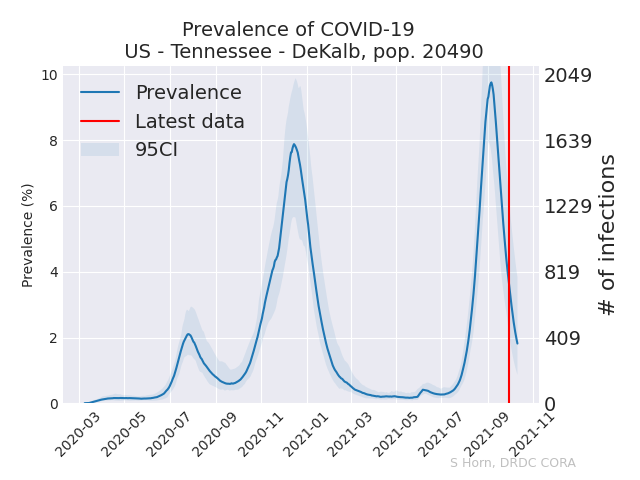 Prevalence of COVID-19
US - Tennessee - DeKalb, pop. 20490
Prevalence
Latest data
95CI
Prevalence (%)
10
8
6
4
2
0
2049
1639
1229
819
409
0
# of infections
2020-03
2020-05
2020-07
2020-09
2020-11
2021-01
2021-03
2021-05
2021-07
2021-09
2021-11
S Horn, DRDC CORA